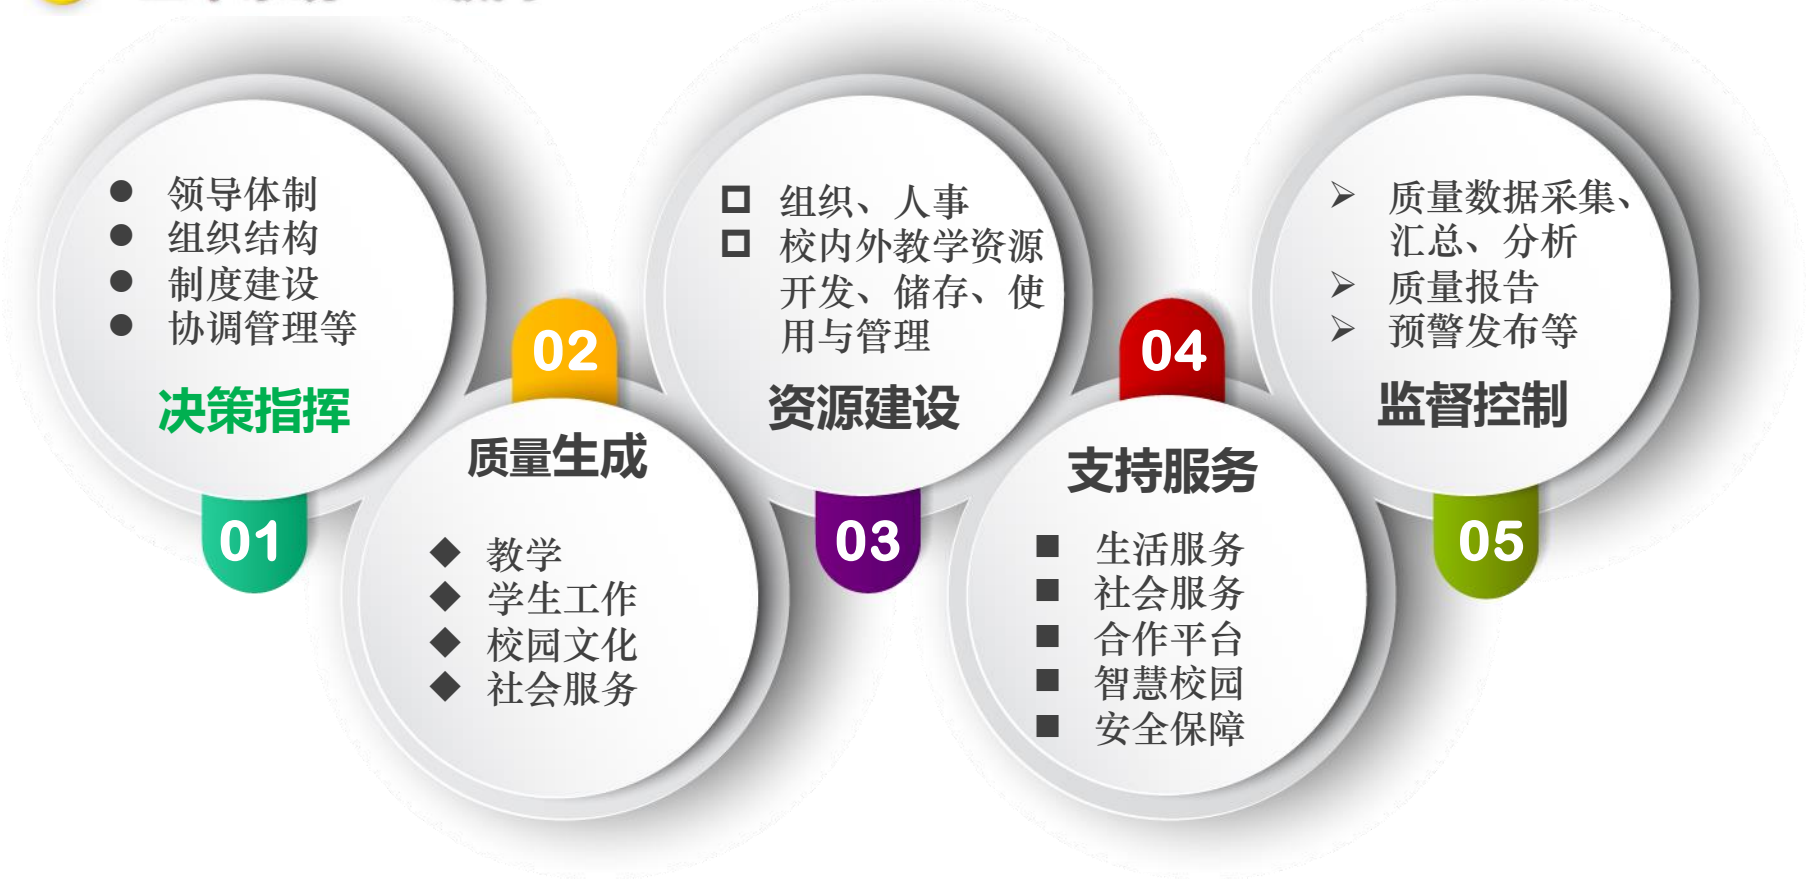 领导体制
组织结构
制度建设
协调管理等
决策指挥
01
02
质量生成
教学
学生工作
校园文化
社会服务
组织、人事
校内外教学资源
开发、储存、使
用与管理
资源建设
03
04
支持服务
生活服务
社会服务
合作平台
智慧校园
安全保障
质量数据采集、
汇总、分析
质量报告
预警发布等
监督控制
05